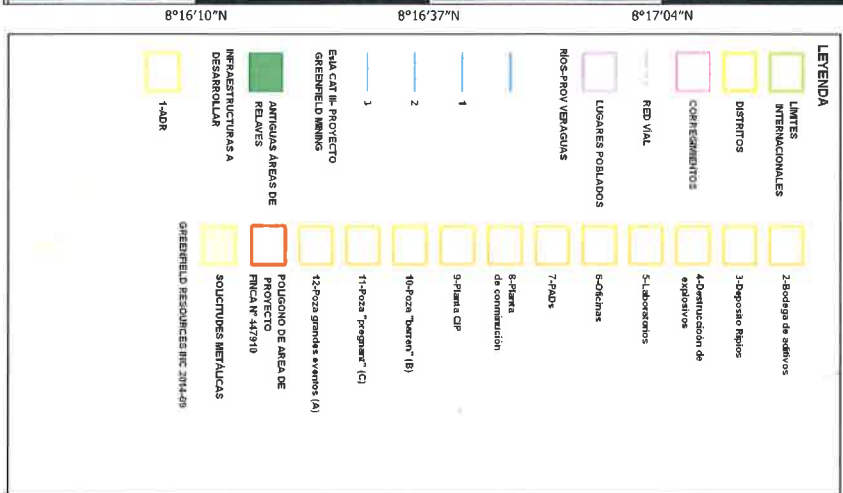 8°16'10"N
8°16'37"N
8°17'04"N
LEYENDA
LÍMITES
INTERNACIONALES
DISTRITOS
CORREGIMIENTOS
RED VIAL
LUGARES POBLADOS
RÍOS-PROV VERAGUAS
1
2
3
EsIA CAT III- PROYECTO
GREENFIELD MINING
ANTIGUAS ÁREAS DE
RELAVES
INFRAESTRUCTURAS A
DESARROLLAR
1-ADR
2-Bodega de aditivos
3-Deposito Ripios
4-Destrucción de
explosivos
5-Laboratorios
6-Oficinas
7-PADs
8-Planta
de conminución
9-Planta CIP
10-Poza "barren" (B)
11-Poza "pregnant" (C)
12-Poza grandes eventos (A)
POLIGONO DE AREA DE
PROYECTO
FINCA N° 447910
SOLICITUDES METÁLICAS
GREENFIELD RESOURCES INC 2014-09